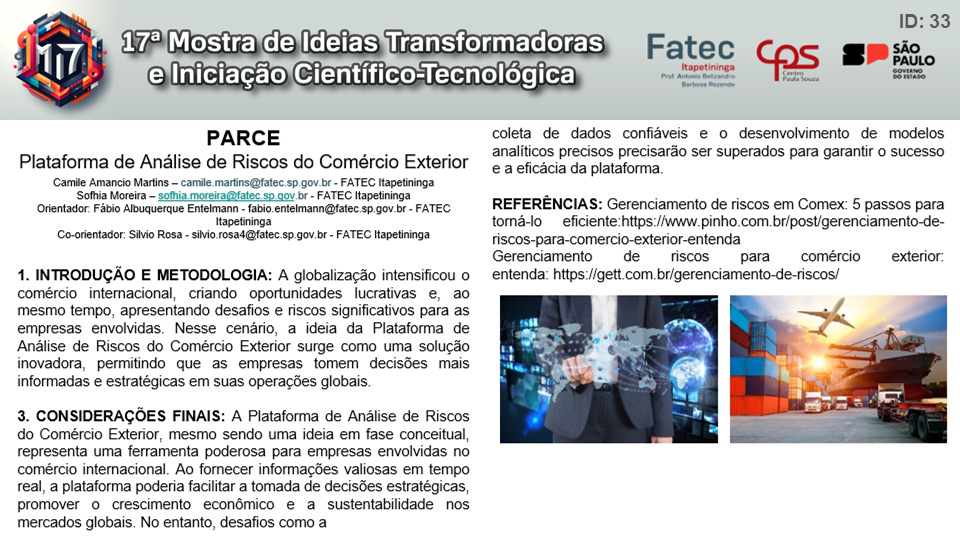 ID: 33
17ª Mostra de Ideias Transformadoras
e Iniciação Científico-Tecnológica
M17
Fatec
Itapetininga
Prof. Antonio Belizandro
Barbosa Rezende
CPS
Centro
Paula Souza
SP
SÃO PAULO
GOVERNO
DO ESTADO
PARCE
Plataforma de Análise de Riscos do Comércio Exterior
Camile Amancio Martins – camile.martins@fatec.sp.gov.br - FATEC Itapetininga
Sofhia Moreira – sofhia.moreira@fatec.sp.gov.br - FATEC Itapetininga
Orientador: Fábio Albuquerque Entelmann - fabio.entelmann@fatec.sp.gov.br - FATEC
Itapetininga
Co-orientador: Silvio Rosa - silvio.rosa4@fatec.sp.gov.br - FATEC Itapetininga
1. INTRODUÇÃO E METODOLOGIA: A globalização intensificou o
comércio internacional, criando oportunidades lucrativas e, ao
mesmo tempo, apresentando desafios e riscos significativos para as
empresas envolvidas. Nesse cenário, a ideia da Plataforma de
Análise de Riscos do Comércio Exterior surge como uma solução
inovadora, permitindo que as empresas tomem decisões mais
informadas e estratégicas em suas operações globais.
3. CONSIDERAÇÕES FINAIS: A Plataforma de Análise de Riscos
do Comércio Exterior, mesmo sendo uma ideia em fase conceitual,
representa uma ferramenta poderosa para empresas envolvidas no
comércio internacional. Ao fornecer informações valiosas em tempo
real, a plataforma poderia facilitar a tomada de decisões estratégicas,
promover o crescimento econômico e a sustentabilidade nos
mercados globais. No entanto, desafios como a
coleta de dados confiáveis e o desenvolvimento de modelos
analíticos precisos precisarão ser superados para garantir o sucesso
e a eficácia da plataforma.
REFERÊNCIAS: Gerenciamento de riscos em Comex: 5 passos para
torná-lo eficiente:https://www.pinho.com.br/post/gerenciamento-de-
riscos-para-comercio-exterior-entenda
Gerenciamento de riscos para comércio exterior:
entenda: https://gett.com.br/gerenciamento-de-riscos/